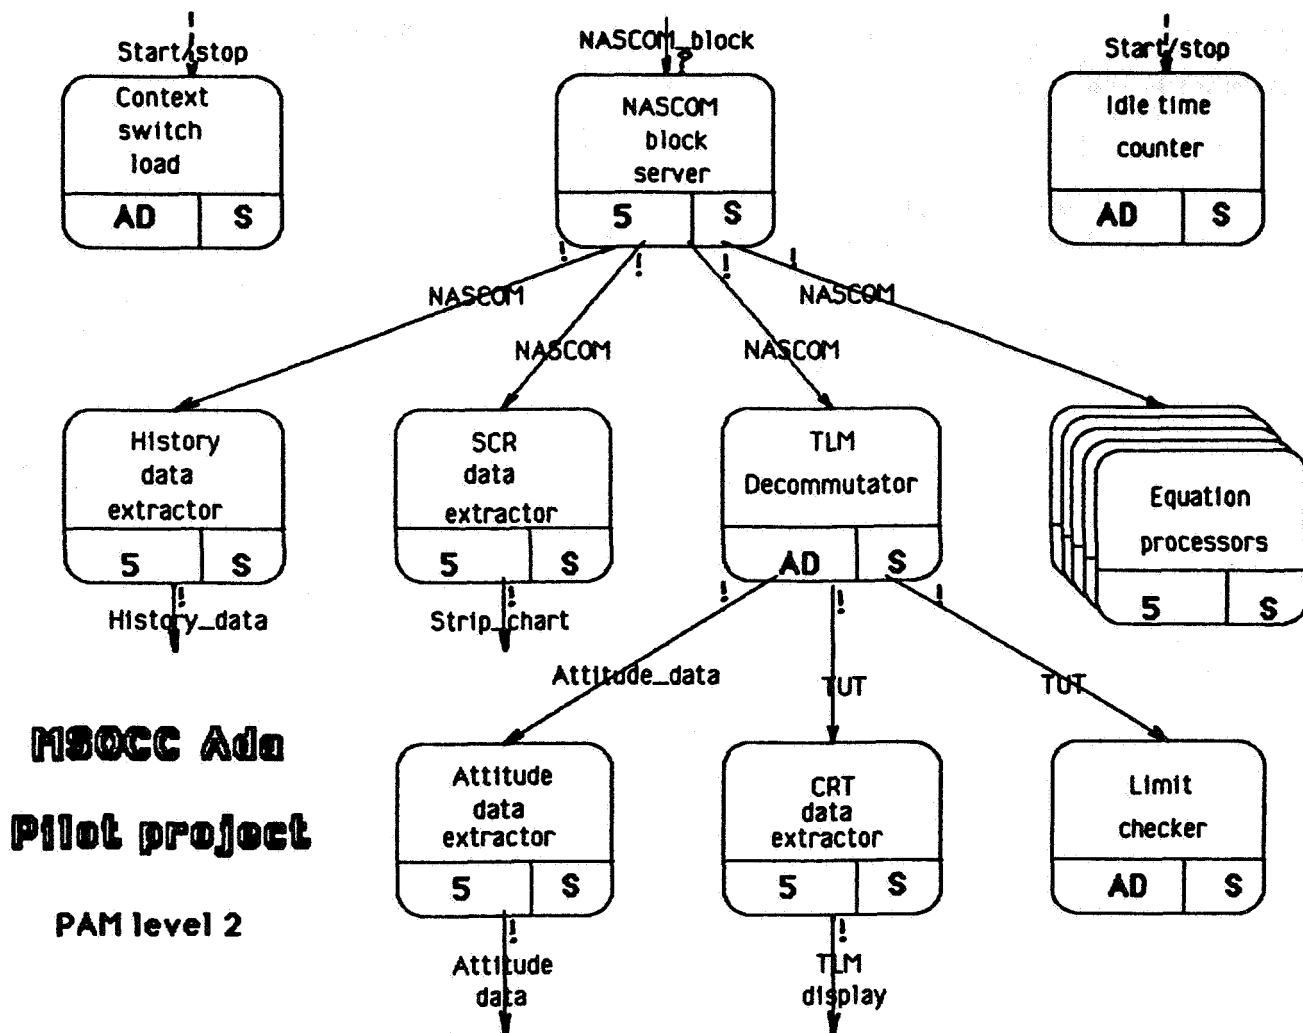 Start/stop
NASCOM_block
Start/stop
Context
switch
load
AD S
NASCOM
block
server
5 S
Idle time
counter
AD S
!
!
!
!
NASCOM
NASCOM
NASCOM
NASCOM
History
data
extractor
5 S
SCR
data
extractor
5 S
TLM
Decommutator
AD S
Equation
processors
5 S
!
!
!
!
!
History_data
Strip_chart
Attitude_data
TUT
TUT
MSOCC Ada
Pilot project
PAM level 2
Attitude
data
extractor
5 S
CRT
data
extractor
5 S
Limit
checker
AD S
!
!
Attitude
data
TLM
display